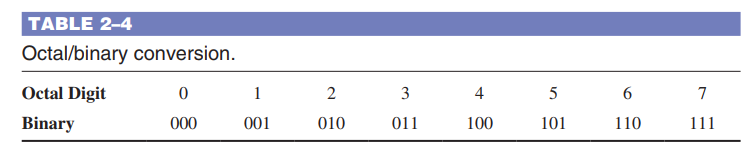 TABLE 2–4
Octal/binary conversion.
Octal Digit 0 1 2 3 4 5 6 7
Binary 000 001 010 011 100 101 110 111